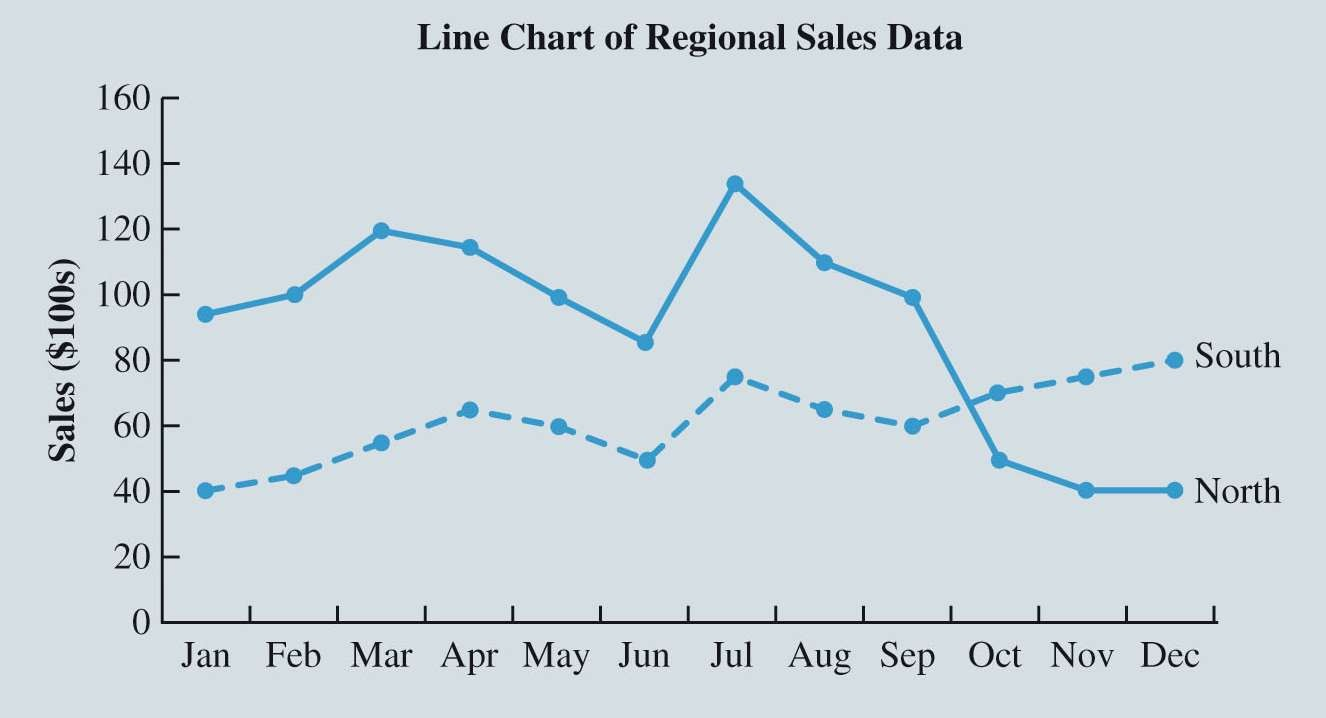 Line Chart of Regional Sales Data
160
140
120
100
80
60
40
20
0
Sales ($100s)
South
North
Jan Feb Mar Apr May Jun Jul Aug Sep Oct Nov Dec